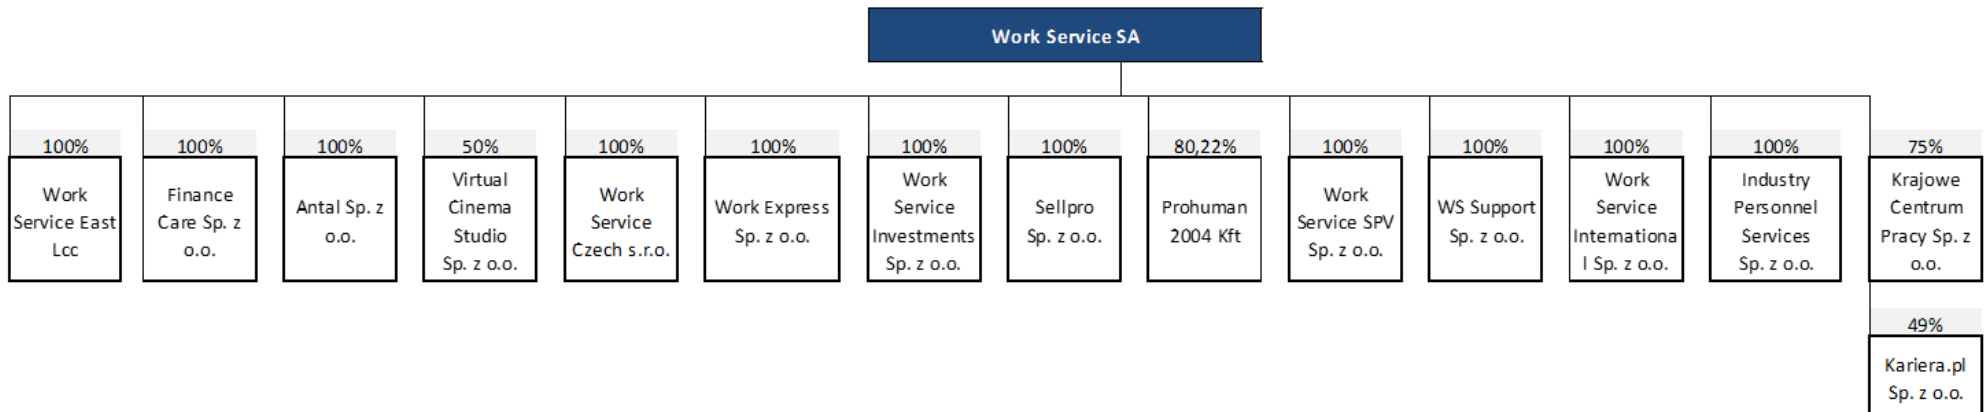 Work Service SA
100%
Work
Service East
Lcc
100%
Finance
Care Sp. z
o.o.
100%
Antal Sp. z
o.o.
50%
Virtual
Cinema
Studio
Sp. z o.o.
100%
Work
Service
Czech s.r.o.
100%
Work Express
Sp. z o.o.
100%
Work
Service
Investments
Sp. z o.o.
100%
Sellpro
Sp. z o.o.
80,22%
Prohuman
2004 Kft
100%
Work
Service SPV
Sp. z o.o.
100%
WS Support
Sp. z o.o.
100%
Work
Service
Internationa
l Sp. z o.o.
100%
Industry
Personnel
Services
Sp. z o.o.
75%
Krajowe
Centrum
Pracy Sp. z
o.o.
49%
Kariera.pl
Sp. z o.o.